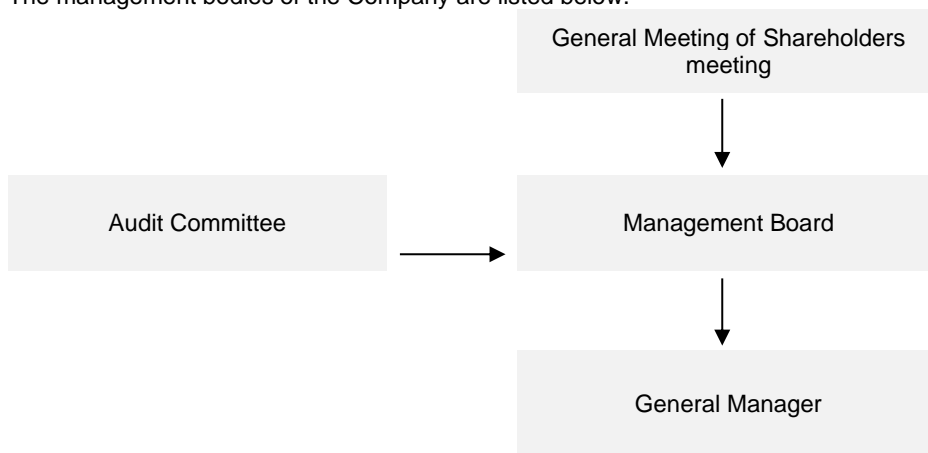 The management bodies of the Company are listed below:
General Meeting of Shareholders
meeting
Audit Committee
Management Board
General Manager